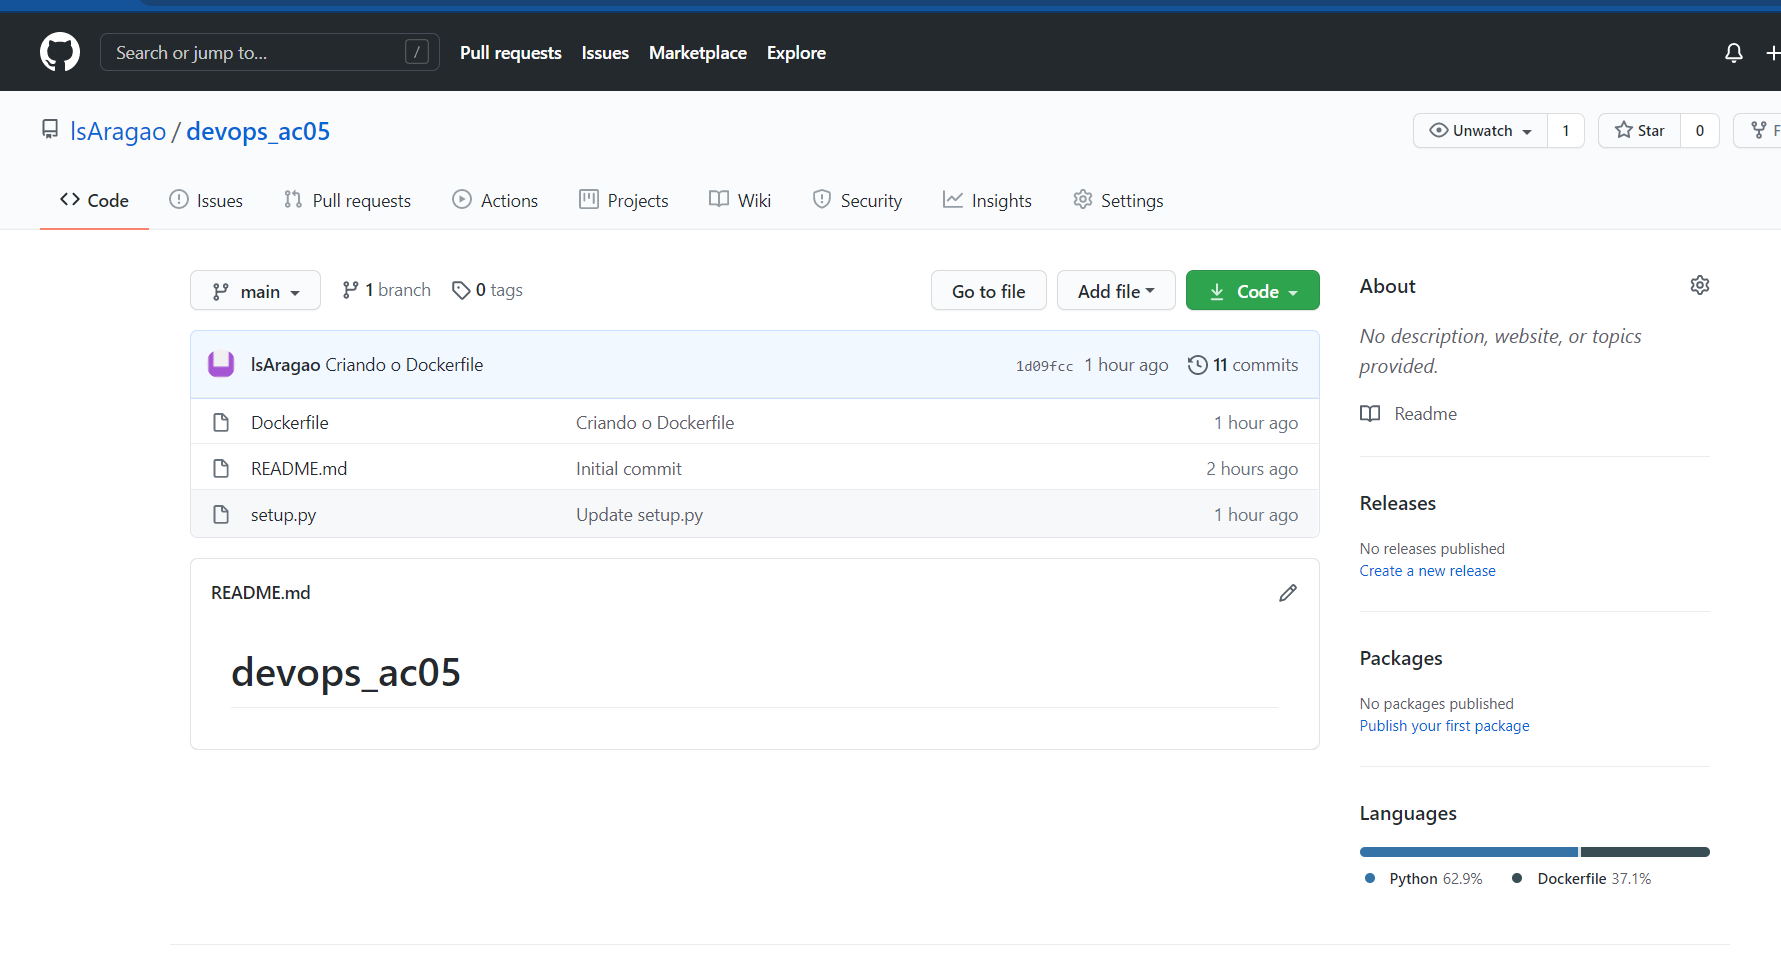 Search or jump to... /
Pull requests Issues Marketplace Explore
lsAragao / devops_ac05
Unwatch 1 Star 0 F
Code Issues Pull requests Actions Projects Wiki Security Insights Settings
main 1 branch 0 tags
Go to file Add file Code
lsAragao Criando o Dockerfile 1d09fcc 1 hour ago 11 commits
Dockerfile Criando o Dockerfile 1 hour ago
README.md Initial commit 2 hours ago
setup.py Update setup.py 1 hour ago
README.md
devops_ac05
About
No description, website, or topics
provided.
Readme
Releases
No releases published
Create a new release
Packages
No packages published
Publish your first package
Languages
Python 62.9% Dockerfile 37.1%